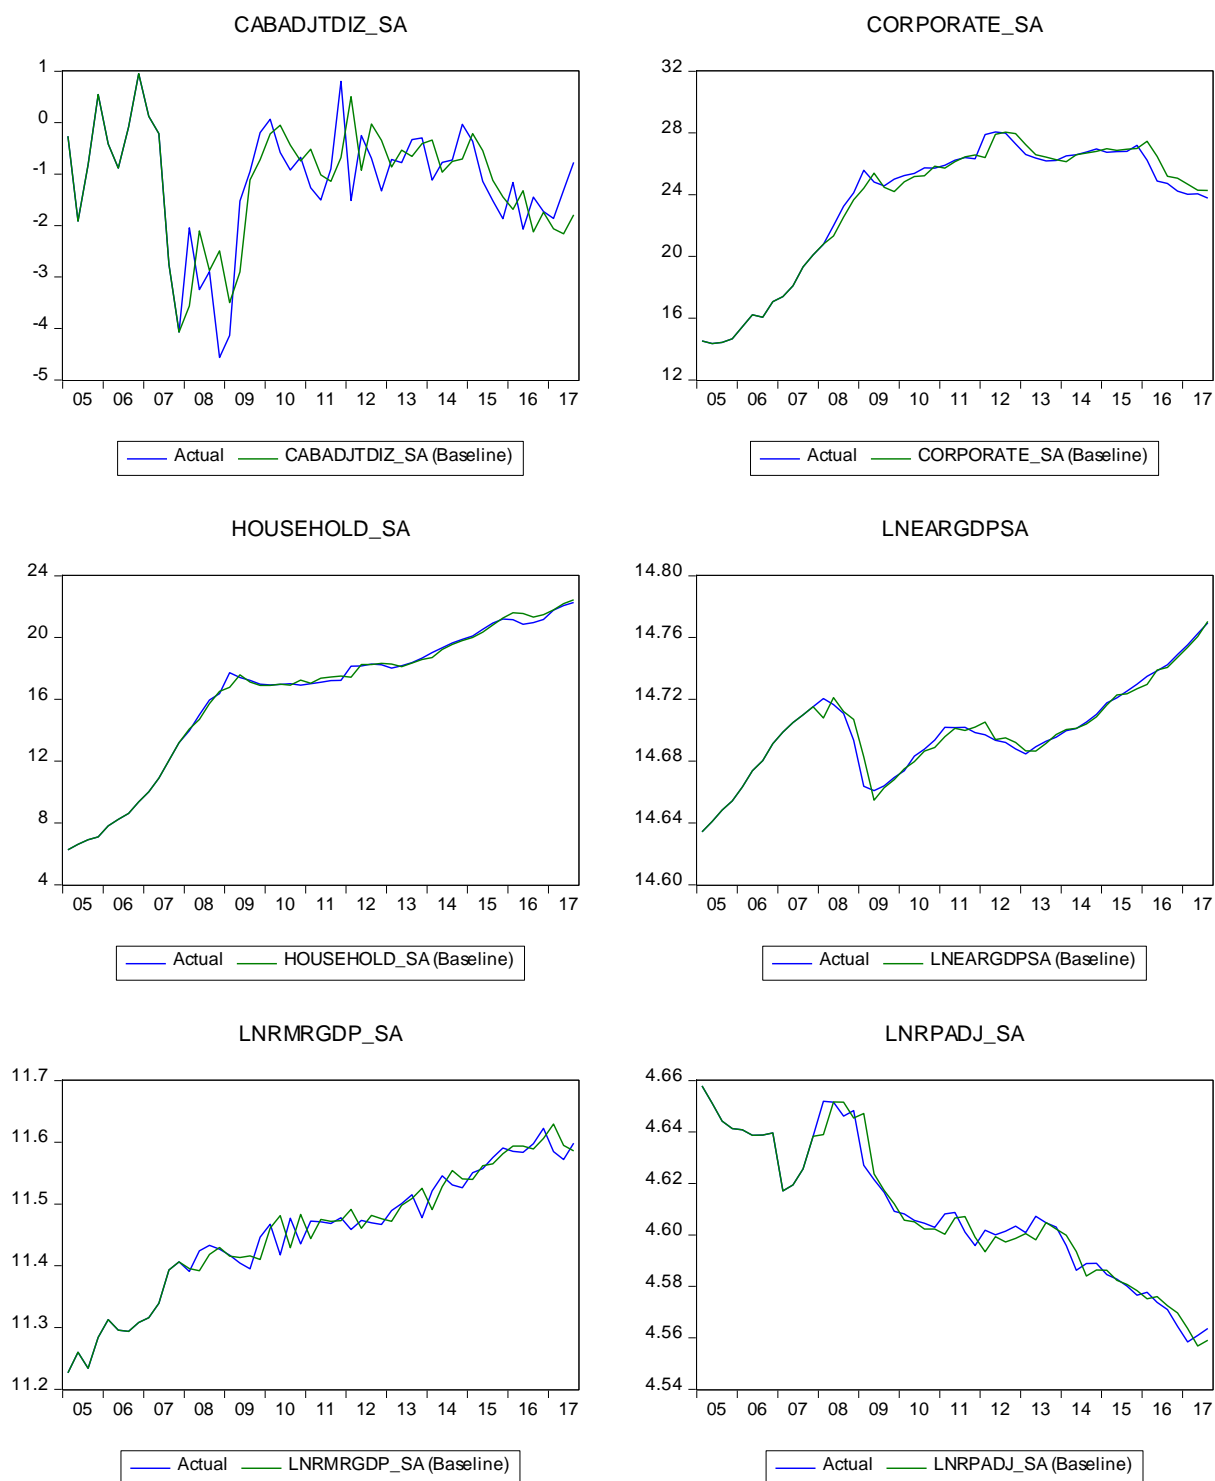 CABADJTDIZ_SA
1
0
-1
-2
-3
-4
-5
05 06 07 08 09 10 11 12 13 14 15 16 17
Actual CABADJTDIZ_SA (Baseline)
CORPORATE_SA
32
28
24
20
16
12
05 06 07 08 09 10 11 12 13 14 15 16 17
Actual CORPORATE_SA (Baseline)
HOUSEHOLD_SA
24
20
16
12
8
4
05 06 07 08 09 10 11 12 13 14 15 16 17
Actual HOUSEHOLD_SA (Baseline)
LNEARGDPSA
14.80
14.76
14.72
14.68
14.64
14.60
05 06 07 08 09 10 11 12 13 14 15 16 17
Actual LNEARGDPSA (Baseline)
LNRMRGDP_SA
11.7
11.6
11.5
11.4
11.3
11.2
05 06 07 08 09 10 11 12 13 14 15 16 17
Actual LNRMRGDP_SA (Baseline)
LNRPADJ_SA
4.66
4.64
4.62
4.60
4.58
4.56
4.54
05 06 07 08 09 10 11 12 13 14 15 16 17
Actual LNRPADJ_SA (Baseline)